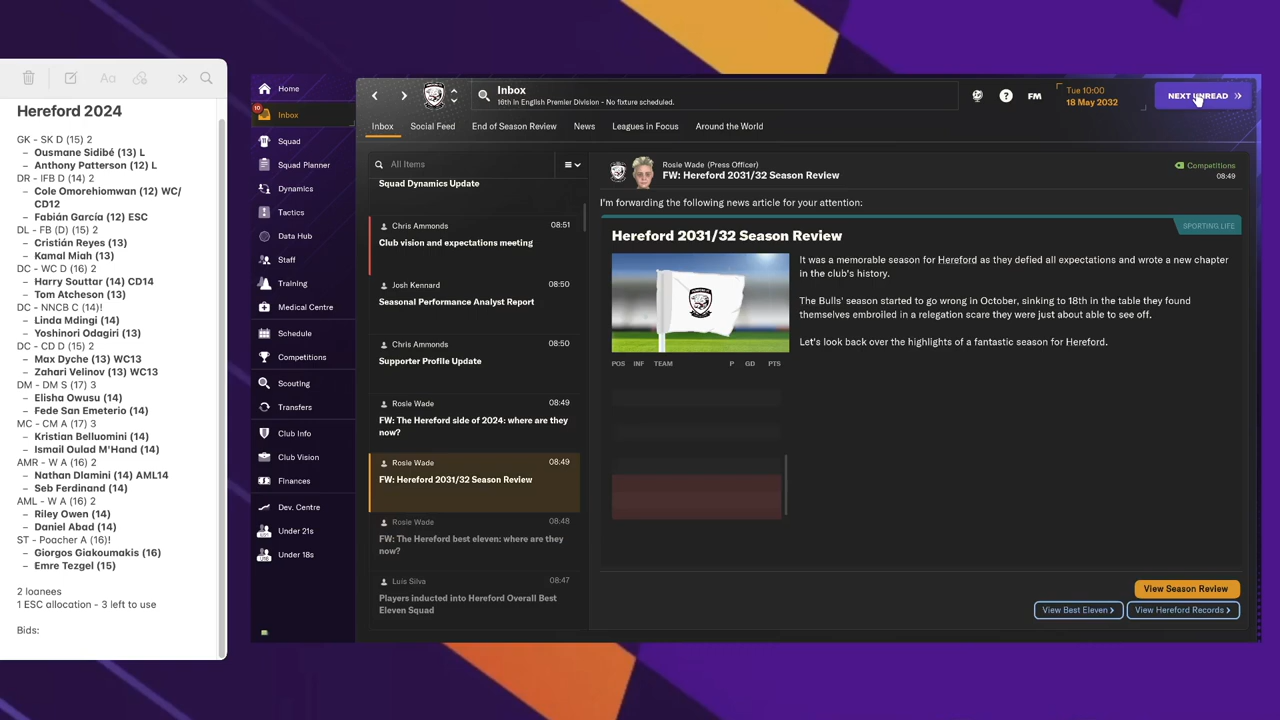 Hereford 2024
GK - SK D (15) 2
– Ousmane Sidibé (13) L
– Anthony Patterson (12) L
DR - IFB D (14) 2
– Cole Omorehiomwan (12) WC/
CD12
– Fabián García (12) ESC
DL - FB (D) (15) 2
– Cristián Reyes (13)
– Kamal Miah (13)
DC - WC D (16) 2
– Harry Souttar (14) CD14
– Tom Atcheson (13)
DC - NNCB C (14)!
– Linda Mdingi (14)
– Yoshinori Odagiri (13)
DC - CD D (15) 2
– Max Dyche (13) WC13
– Zahari Velinov (13) WC13
DM - DM S (17) 3
– Elisha Owusu (14)
– Fede San Emeterio (14)
MC - CM A (17) 3
– Kristian Belluomini (14)
– Ismail Oulad M'Hand (14)
AMR - W A (16) 2
– Nathan Dlamini (14) AML14
– Seb Ferdinand (14)
AML - W A (16) 2
– Riley Owen (14)
– Daniel Abad (14)
ST - Poacher A (16)!
– Giorgos Giakoumakis (16)
– Emre Tezgel (15)
2 loanees
1 ESC allocation - 3 left to use
Bids:
Home
10
Inbox
Squad
Squad Planner
Dynamics
Tactics
Data Hub
Staff
Training
Medical Centre
Schedule
Competitions
Scouting
Transfers
Club Info
Club Vision
Finances
Dev. Centre
Under 21s
Under 18s
Inbox
16th in English Premier Division - No fixture scheduled.
FM
Tue 10:00
18 May 2032
NEXT UNREAD
Inbox Social Feed End of Season Review News Leagues in Focus Around the World
All Items
Squad Dynamics Update
Chris Ammonds 08:51
Club vision and expectations meeting
Josh Kennard 08:50
Seasonal Performance Analyst Report
Chris Ammonds 08:50
Supporter Profile Update
Rosie Wade 08:49
FW: The Hereford side of 2024: where are they
now?
Rosie Wade 08:49
FW: Hereford 2031/32 Season Review
Rosie Wade 08:48
FW: The Hereford best eleven: where are they
now?
Luis Silva 08:47
Players inducted into Hereford Overall Best
Eleven Squad
Rosie Wade (Press Officer)
FW: Hereford 2031/32 Season Review
Competitions
08:49
I'm forwarding the following news article for your attention:
SPORTING LIFE
Hereford 2031/32 Season Review
It was a memorable season for Hereford as they defied all expectations and wrote a new chapter
in the club's history.
The Bulls' season started to go wrong in October, sinking to 18th in the table they found
themselves embroiled in a relegation scare they were just about able to see off.
Let's look back over the highlights of a fantastic season for Hereford.
POS INF TEAM P GD PTS
View Season Review
View Best Eleven
View Hereford Records